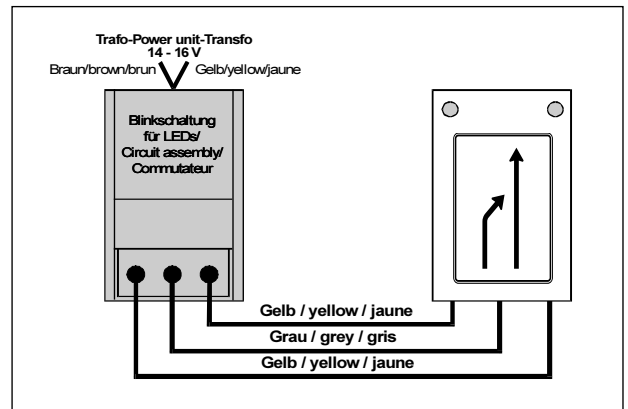 Trafo-Power unit-Transfo
14 - 16 V
Braun/brown/brun
Gelb/yellow/jaune
Blinkschaltung
für LEDs/
Circuit assembly/
Commutateur
Gelb / yellow / jaune
Grau / grey / gris
Gelb / yellow / jaune